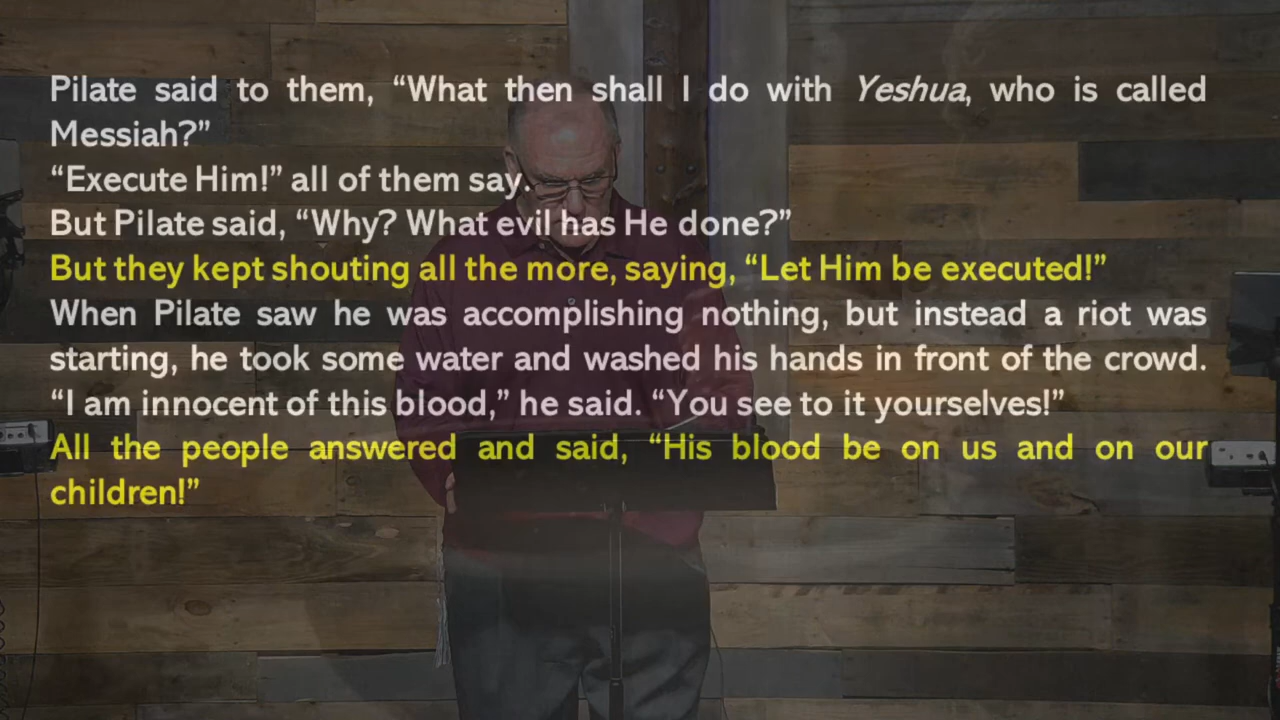 Pilate said to them, “What then shall I do with Yeshua, who is called
Messiah?”
“Execute Him!” all of them say.
But Pilate said, “Why? What evil has He done?”
But they kept shouting all the more, saying, “Let Him be executed!”
When Pilate saw he was accomplishing nothing, but instead a riot was
starting, he took some water and washed his hands in front of the crowd.
“I am innocent of this blood,” he said. “You see to it yourselves!”
All the people answered and said, “His blood be on us and on our
children!”